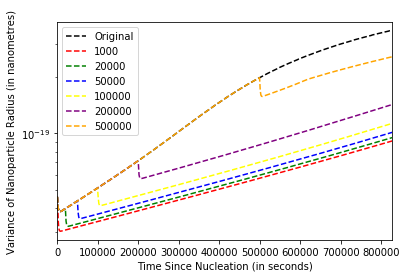 Original
1000
20000
50000
100000
200000
500000
Variance of Nanoparticle Radius (in nanometres)
10⁻¹⁹
0 100000 200000 300000 400000 500000 600000 700000 800000
Time Since Nucleation (in seconds)